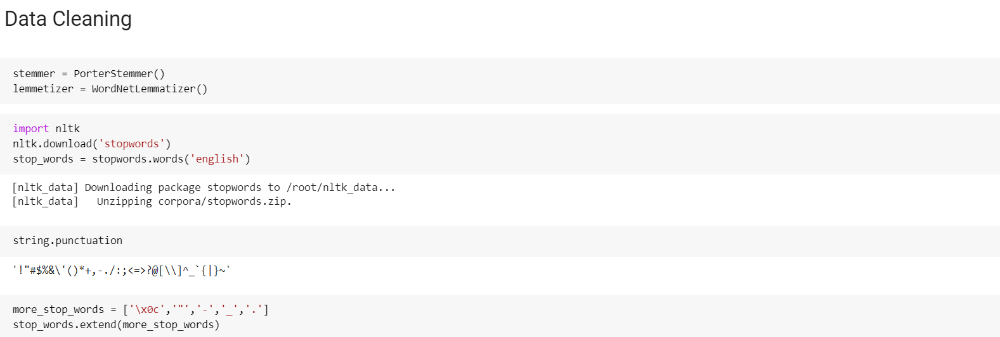 Data Cleaning
stemmer = PorterStemmer()
lemmetizer = WordNetLemmatizer()
import nltk
nltk.download('stopwords')
stop_words = stopwords.words('english')
[nltk_data] Downloading package stopwords to /root/nltk_data...
[nltk_data]   Unzipping corpora/stopwords.zip.
string.punctuation
'!"#$%&\'()*+,-./:;<=>?@[\\]^_`{|}~'
more_stop_words = ['\x0c','"','-','_','.']
stop_words.extend(more_stop_words)